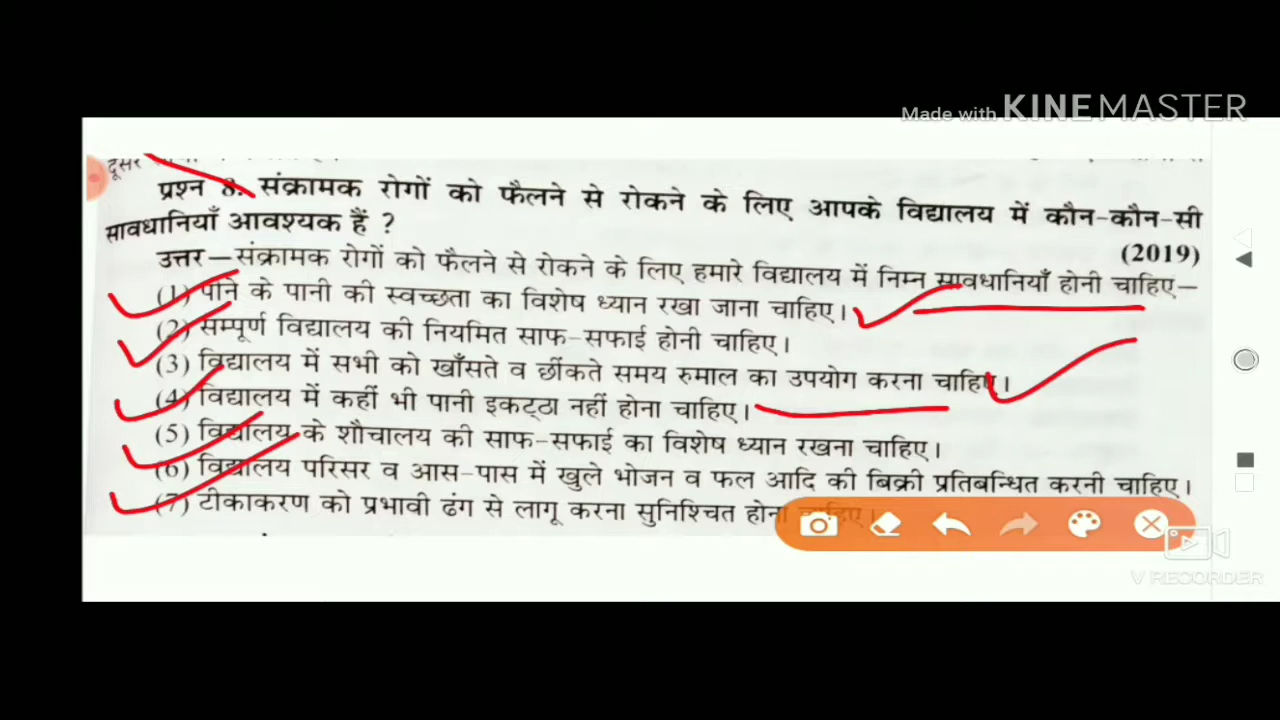 Made with KINEMASTER
दूसर
प्रश्न 8. संक्रामक रोगों को फैलने से रोकने के लिए आपके विद्यालय में कौन-कौन-सी
सावधानियाँ आवश्यक हैं ?
(2019)
उत्तर—संक्रामक रोगों को फैलने से रोकने के लिए हमारे विद्यालय में निम्न सावधानियाँ होनी चाहिए—
(1) पीने के पानी की स्वच्छता का विशेष ध्यान रखा जाना चाहिए।
(2) सम्पूर्ण विद्यालय की नियमित साफ-सफाई होनी चाहिए।
(3) विद्यालय में सभी को खाँसते व छींकते समय रुमाल का उपयोग करना चाहिए।
(4) विद्यालय में कहीं भी पानी इकट्ठा नहीं होना चाहिए।
(5) विद्यालय के शौचालय की साफ-सफाई का विशेष ध्यान रखना चाहिए।
(6) विद्यालय परिसर व आस-पास में खुले भोजन व फल आदि की बिक्री प्रतिबन्धित करनी चाहिए।
(7) टीकाकरण को प्रभावी ढंग से लागू करना सुनिश्चित होना चाहिए।
V RECORDER